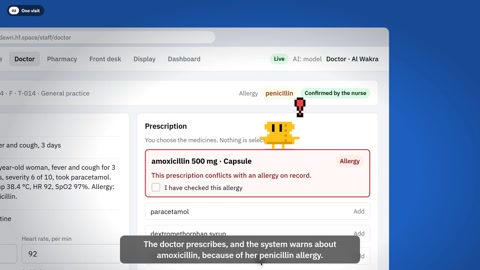 One visit
dawri.hf.space/staff/doctor
Doctor Pharmacy Front desk Display Dashboard
Live AI: model Doctor · Al Wakra
4 · F · T-014 · General practice
Allergy penicillin Confirmed by the nurse
Prescription
You choose the medicines. Nothing is
er and cough, 3 days
amoxicillin 500 mg · Capsule Allergy
This prescription conflicts with an allergy on record.
I have checked this allergy
year-old woman, fever and cough for 3
s, severity 6 of 10, took paracetamol.
p 38.4 °C, HR 92, SpO2 97%. Allergy:
icillin.
paracetamol Add
tine
dextromethorphan syrup Add
Heart rate, per min
92
The doctor prescribes, and the system warns about
amoxicillin, because of her penicillin allergy.